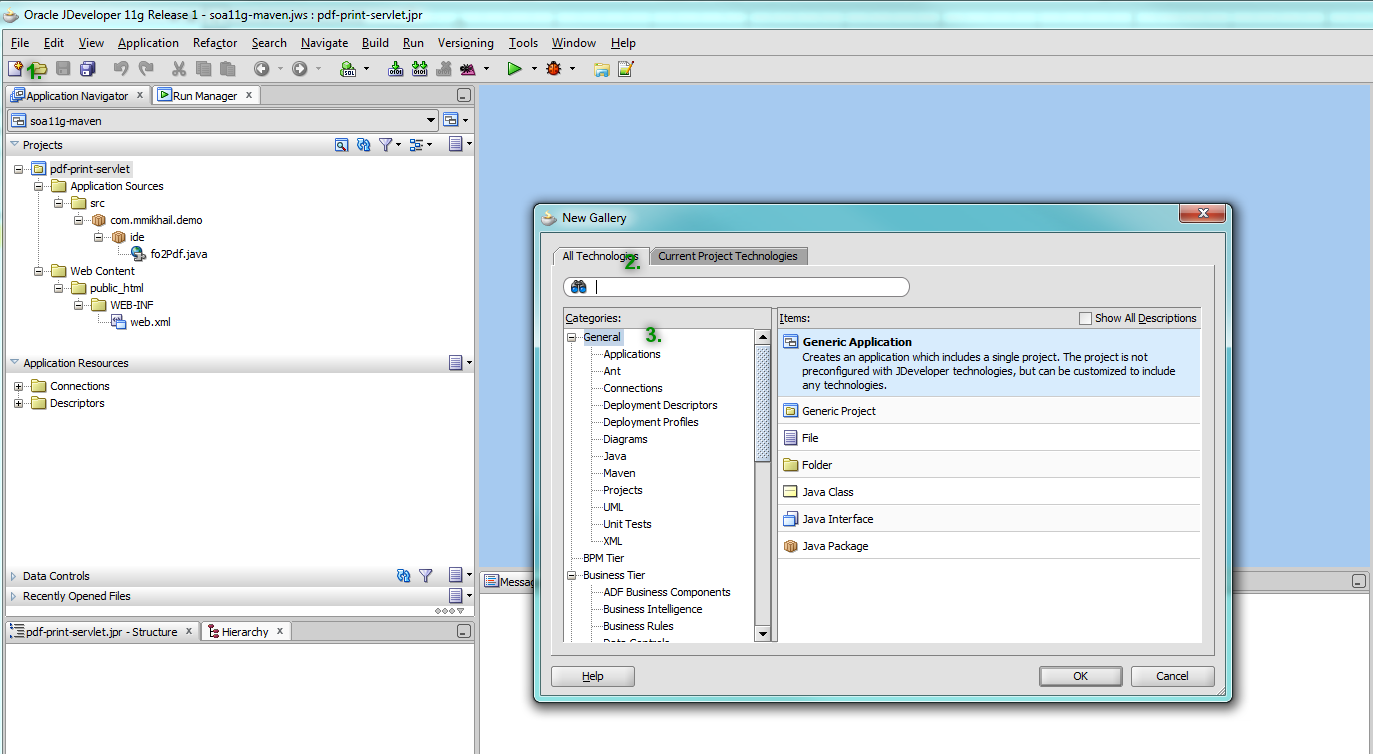 Oracle JDeveloper 11g Release 1 - soa11g-maven.jws : pdf-print-servlet.jpr
File Edit View Application Refactor Search Navigate Build Run Versioning Tools Window Help
1.
Application Navigator x Run Manager x
soa11g-maven
Projects
pdf-print-servlet
Application Sources
src
com.mmikhail.demo
ide
fo2Pdf.java
Web Content
public_html
WEB-INF
web.xml
Application Resources
Connections
Descriptors
Data Controls
Recently Opened Files
pdf-print-servlet.jpr - Structure x Hierarchy x
New Gallery
All Technologies Current Project Technologies
2.
Categories:
3.
General
Applications
Ant
Connections
Deployment Descriptors
Deployment Profiles
Diagrams
Java
Maven
Projects
UML
Unit Tests
XML
BPM Tier
Business Tier
ADF Business Components
Business Intelligence
Business Rules
Data Controls
Items: Show All Descriptions
Generic Application
Creates an application which includes a single project. The project is not
preconfigured with JDeveloper technologies, but can be customized to include
any technologies.
Generic Project
File
Folder
Java Class
Java Interface
Java Package
Help OK Cancel